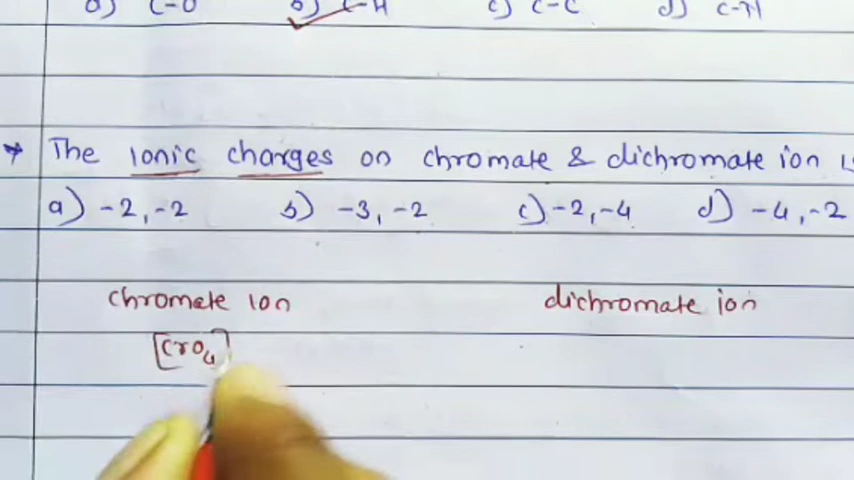 a) C-O b) C-H c) C-C d) C-N
* The ionic charges on chromate & dichromate ion is
a) -2, -2 b) -3, -2 c) -2, -4 d) -4, -2
chromate ion dichromate ion
[CrO4]